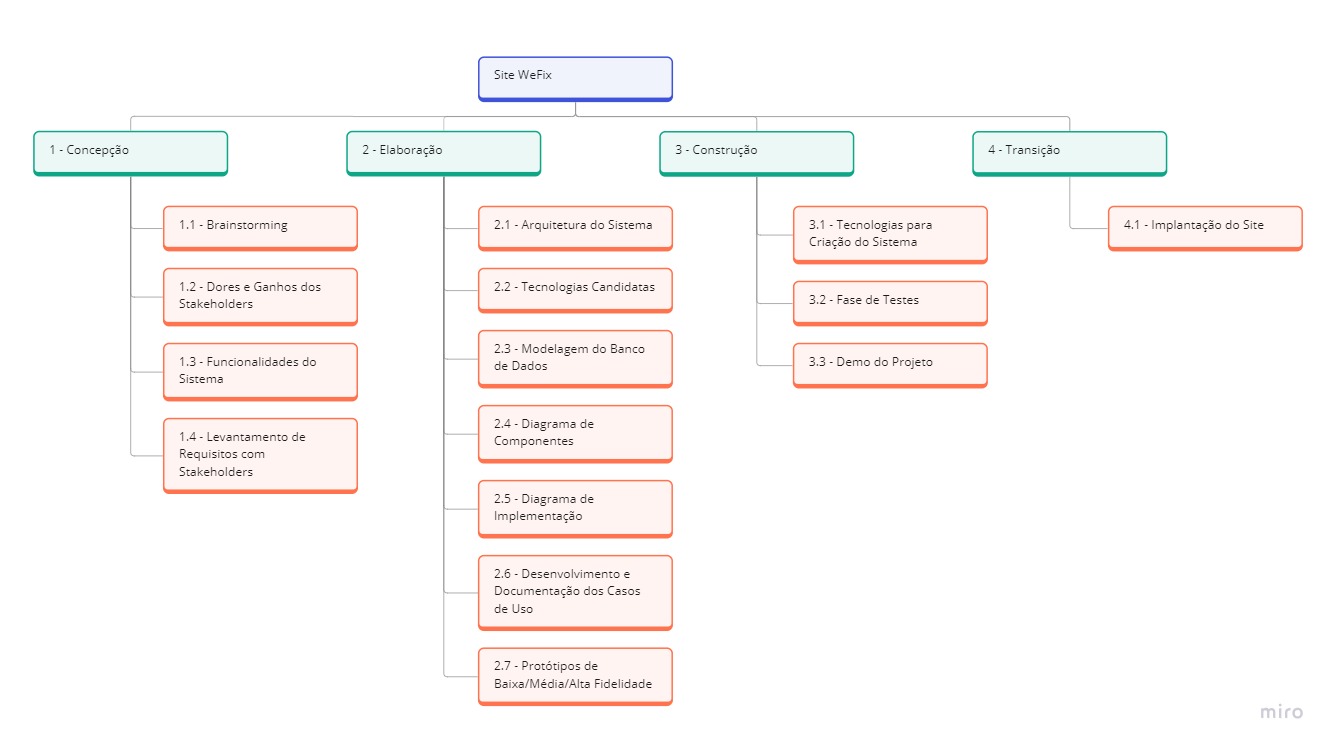 Site WeFix
1 - Concepção
2 - Elaboração
3 - Construção
4 - Transição
1.1 - Brainstorming
1.2 - Dores e Ganhos dos
Stakeholders
1.3 - Funcionalidades do
Sistema
1.4 - Levantamento de
Requisitos com
Stakeholders
2.1 - Arquitetura do Sistema
2.2 - Tecnologias Candidatas
2.3 - Modelagem do Banco
de Dados
2.4 - Diagrama de
Componentes
2.5 - Diagrama de
Implementação
2.6 - Desenvolvimento e
Documentação dos Casos
de Uso
2.7 - Protótipos de
Baixa/Média/Alta Fidelidade
3.1 - Tecnologias para
Criação do Sistema
3.2 - Fase de Testes
3.3 - Demo do Projeto
4.1 - Implantação do Site
miro